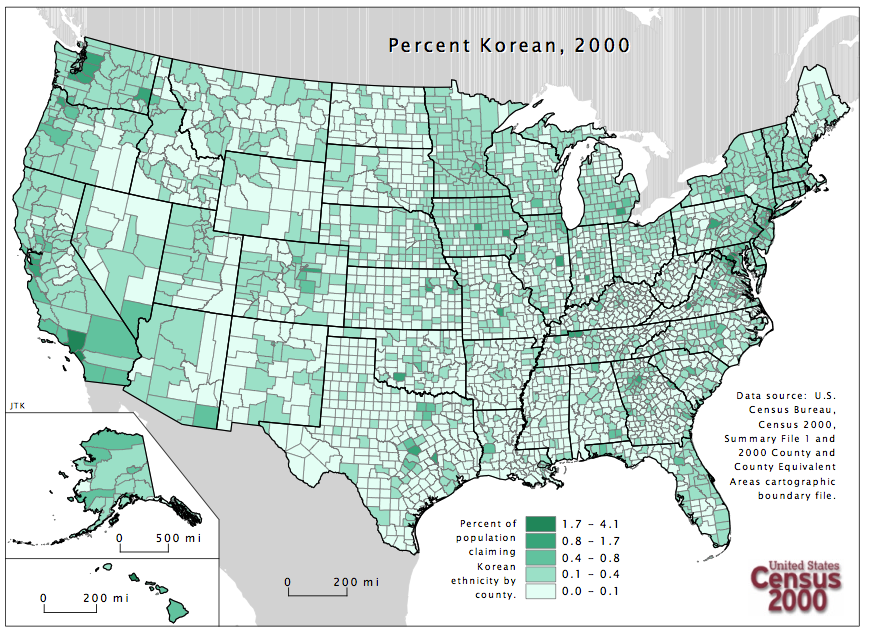 Percent Korean, 2000
JTK
Data source: U.S.
Census Bureau,
Census 2000,
Summary File 1 and
2000 County and
County Equivalent
Areas cartographic
boundary file.
0 500 mi
0 200 mi
0 200 mi
Percent of
population
claiming
Korean
ethnicity by
county.
1.7 – 4.1
0.8 – 1.7
0.4 – 0.8
0.1 – 0.4
0.0 – 0.1
United States
Census
2000